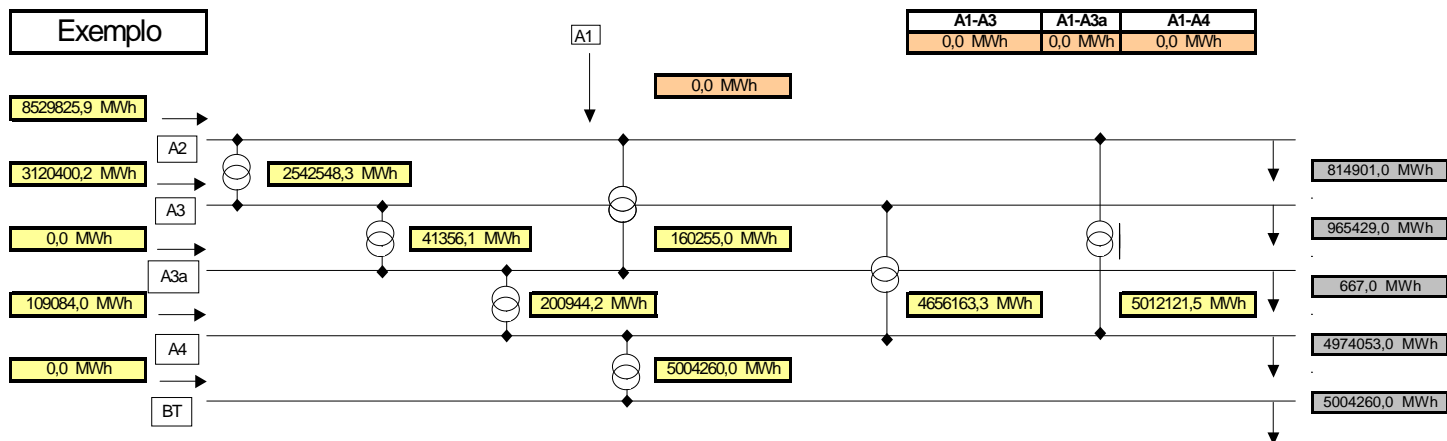 Exemplo
A1
A1-A3 A1-A3a A1-A4
0,0 MWh 0,0 MWh 0,0 MWh
0,0 MWh
8529825,9 MWh
A2
3120400,2 MWh
2542548,3 MWh
814901,0 MWh
A3
0,0 MWh
41356,1 MWh
160255,0 MWh
965429,0 MWh
A3a
109084,0 MWh
200944,2 MWh
4656163,3 MWh
5012121,5 MWh
667,0 MWh
A4
0,0 MWh
5004260,0 MWh
4974053,0 MWh
BT
5004260,0 MWh